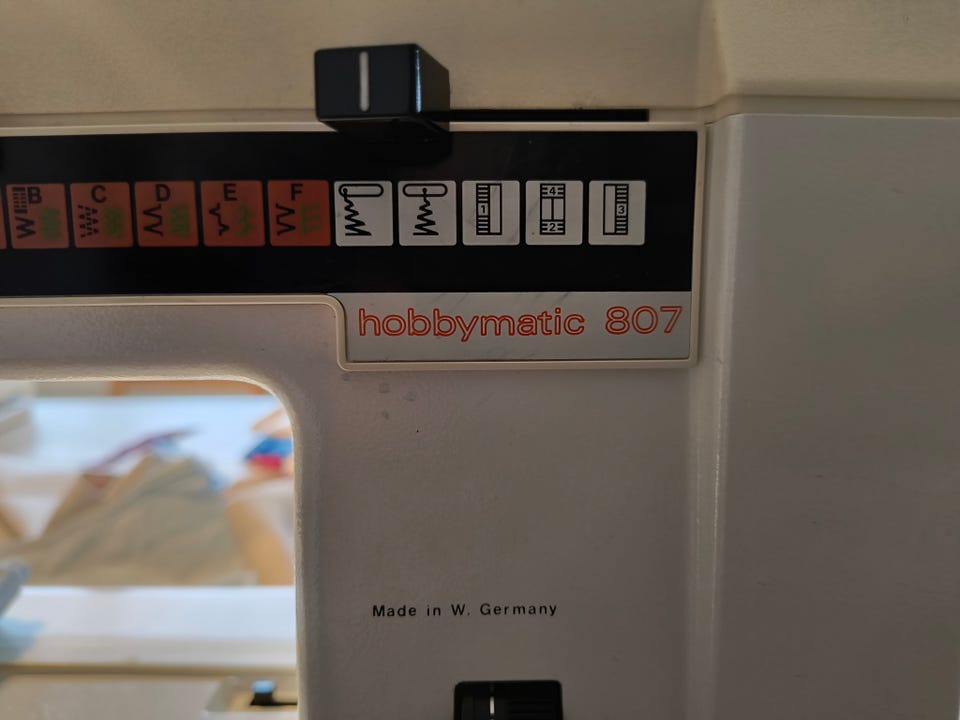 B C D E F
1 4 2 3
hobbymatic 807
Made in W. Germany